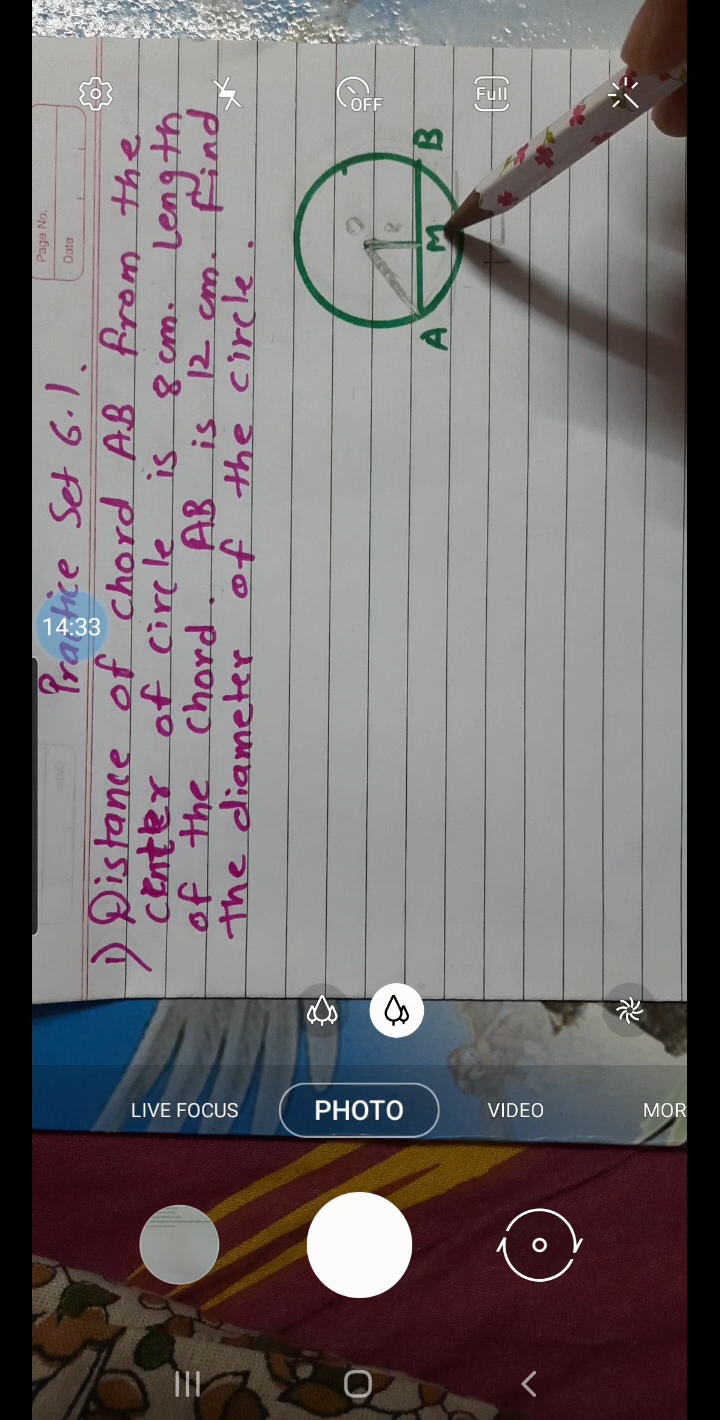 Page No.
Date
Practice Set 6.1.
1) Distance of chord AB from the
center of circle is 8 cm. Length
of the chord. AB is 12 cm. Find
the diameter of the circle.
O
8
A
M
B
OFF
Full
14:33
LIVE FOCUS
PHOTO
VIDEO
MOR